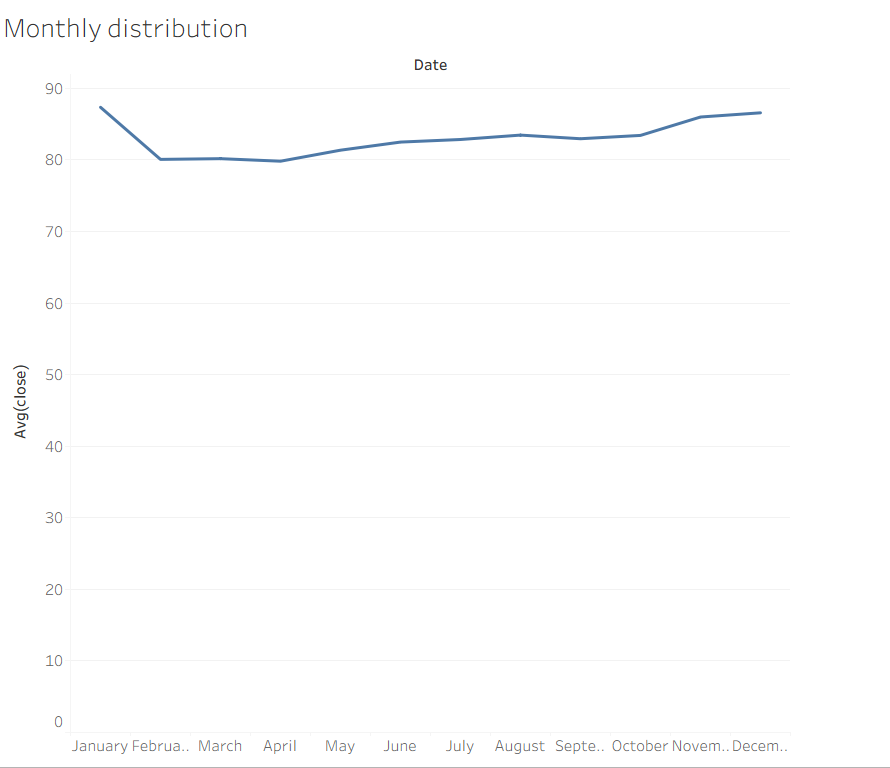 Monthly distribution
Date
90
80
70
60
50
40
30
20
10
0
Avg(close)
January Februa.. March April May June July August Septe.. October Novem.. Decem..